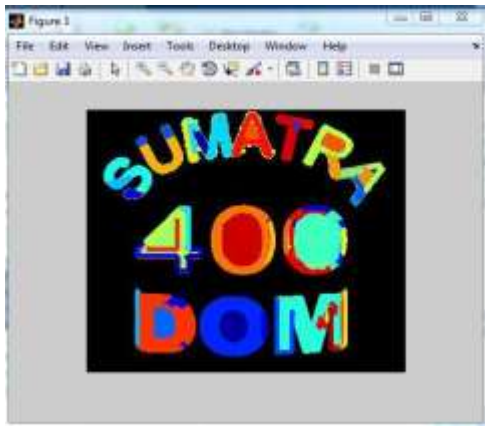 Figure 1
File Edit View Insert Tools Desktop Window Help
SUMATRA
400
DOM